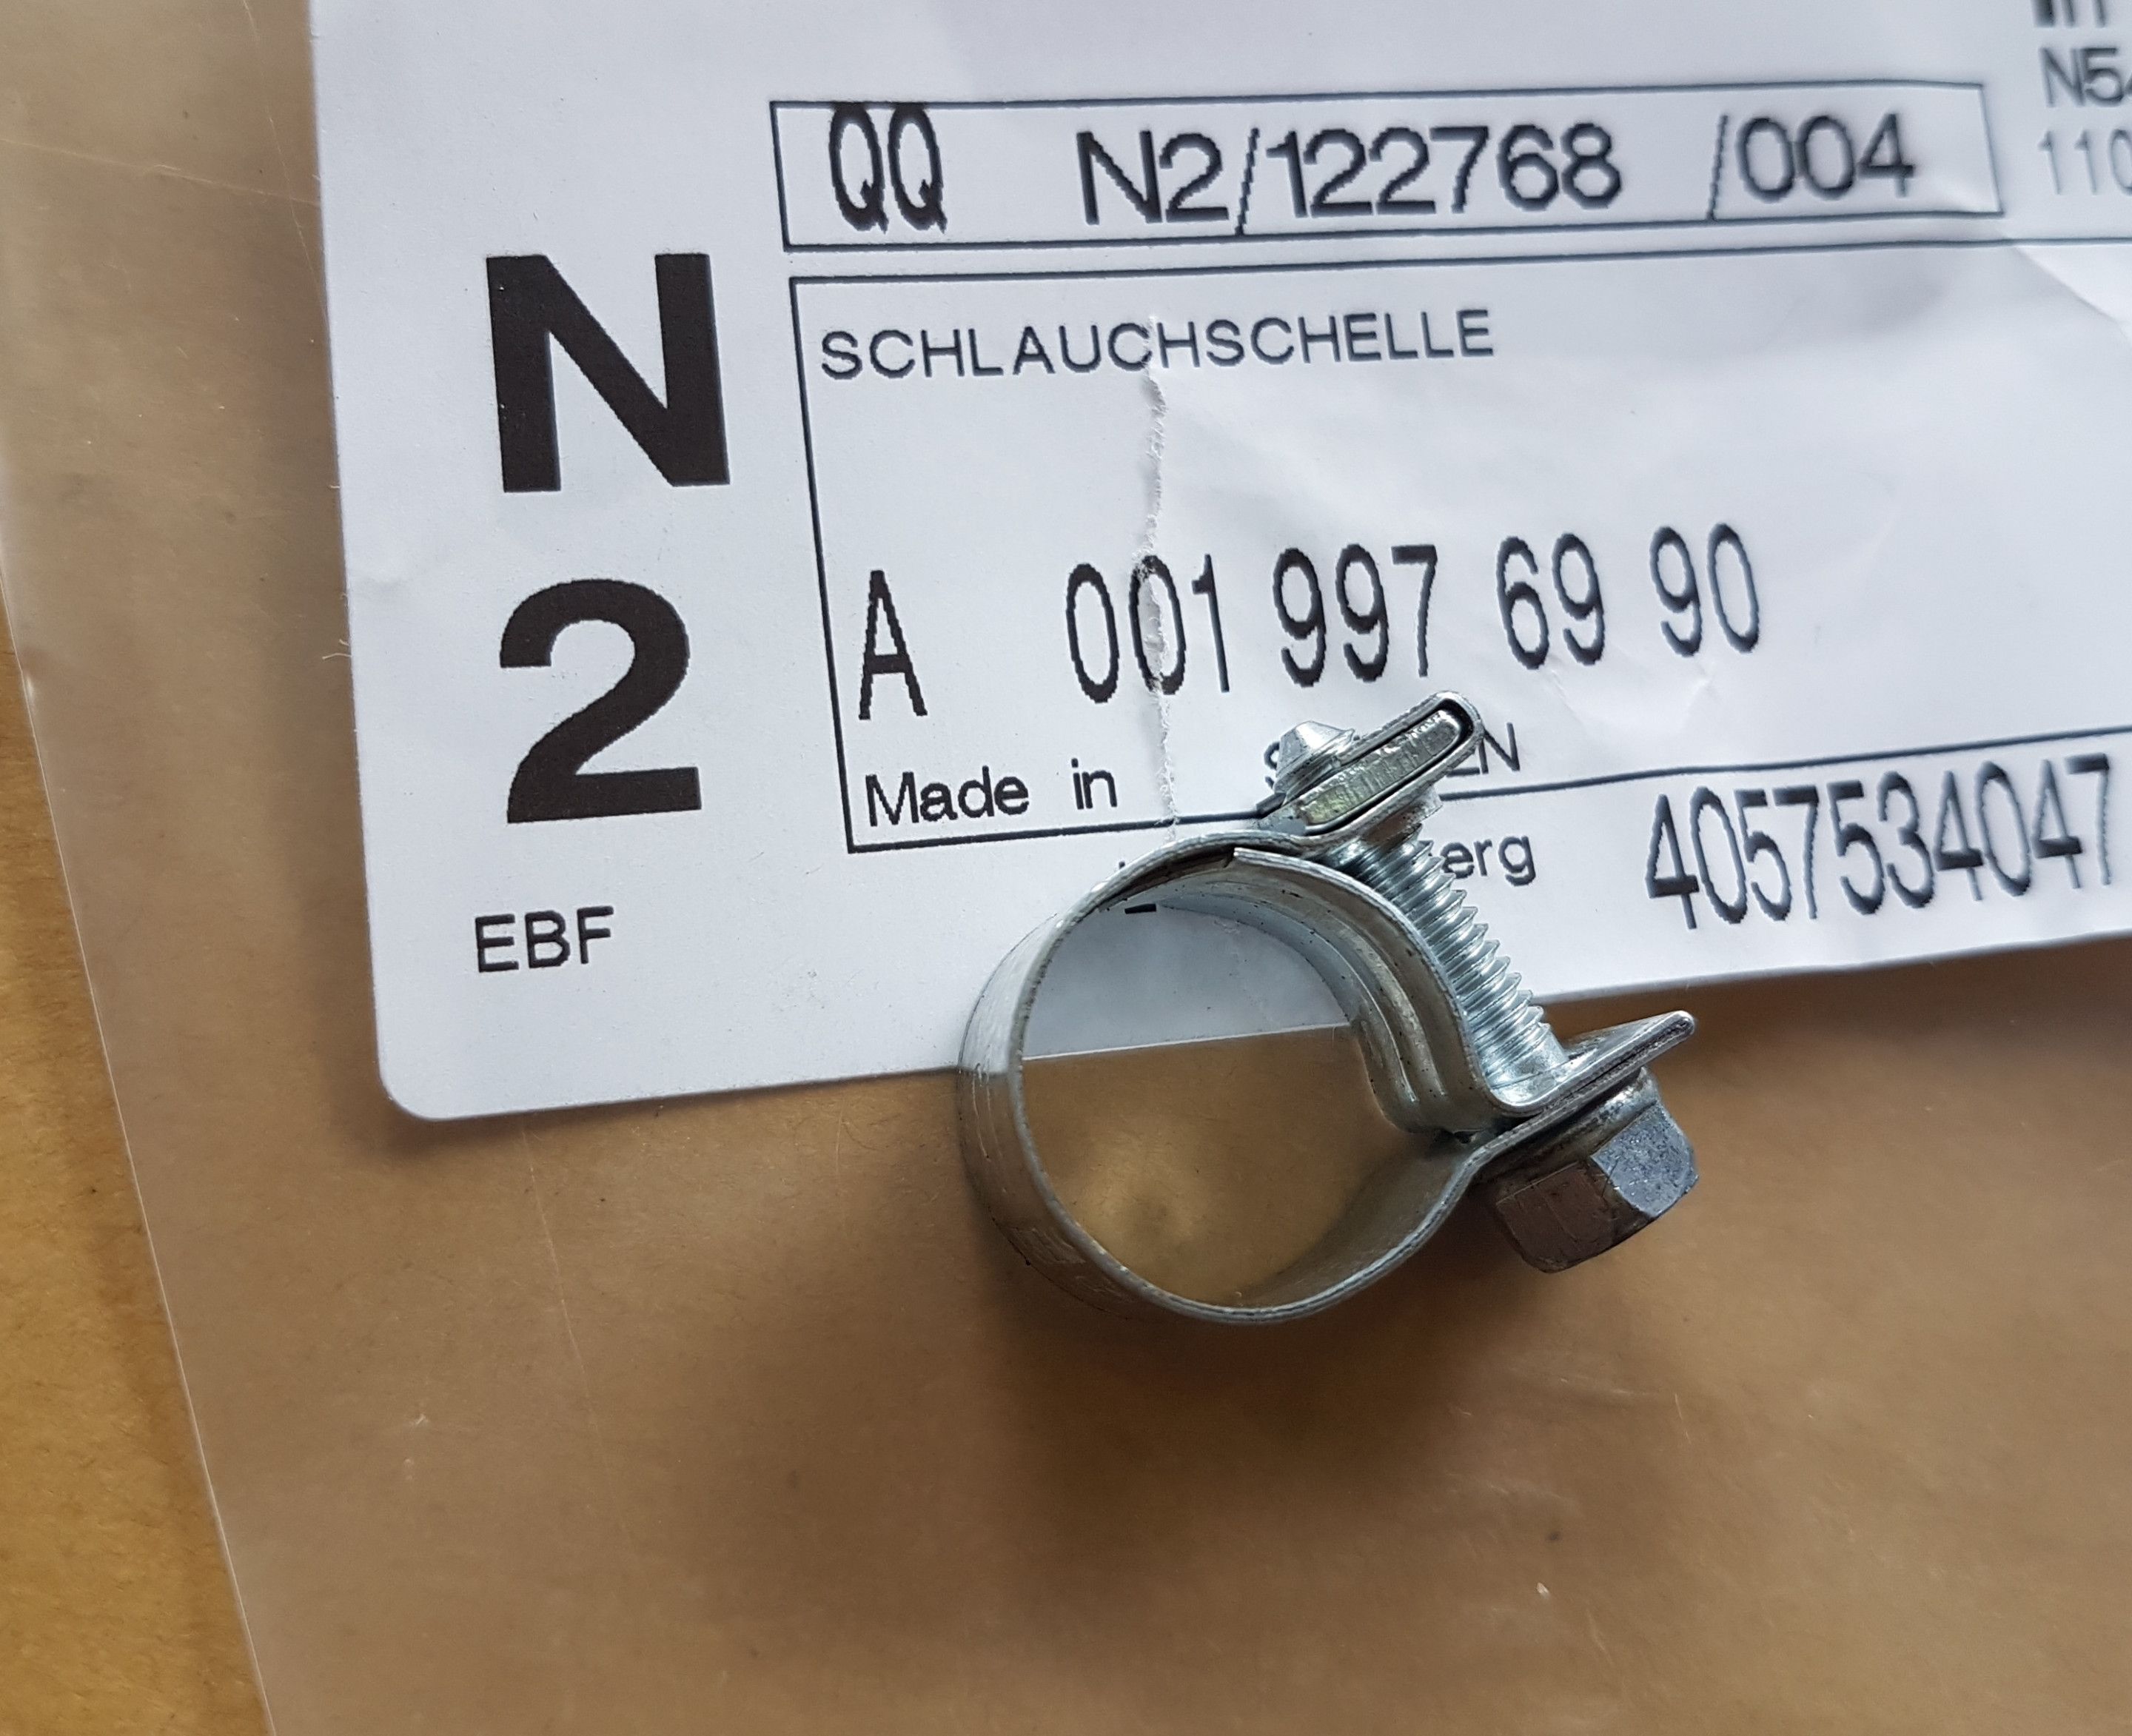 QQ N2/122768 /004
N
2
EBF
SCHLAUCHSCHELLE
A 001 997 69 90
Made in
4057534047